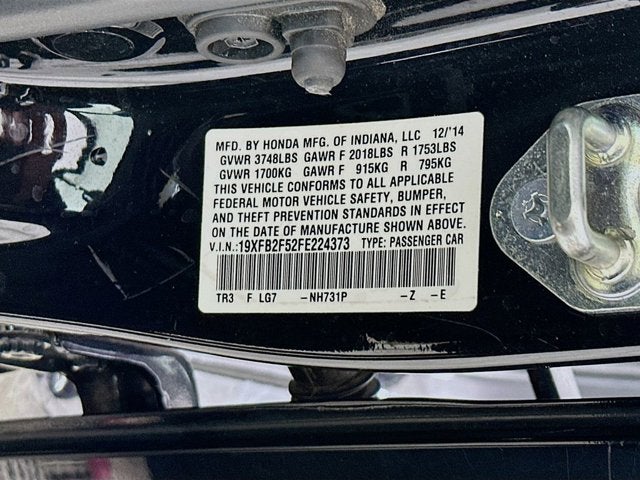 MFD. BY HONDA MFG. OF INDIANA, LLC 12/'14
GVWR 3748LBS GAWR F 2018LBS R 1753LBS
GVWR 1700KG GAWR F 915KG R 795KG
THIS VEHICLE CONFORMS TO ALL APPLICABLE
FEDERAL MOTOR VEHICLE SAFETY, BUMPER,
AND THEFT PREVENTION STANDARDS IN EFFECT
ON THE DATE OF MANUFACTURE SHOWN ABOVE.
V.I.N.:19XFB2F52FE224373 TYPE: PASSENGER CAR
TR3 F LG7 -NH731P -Z -E